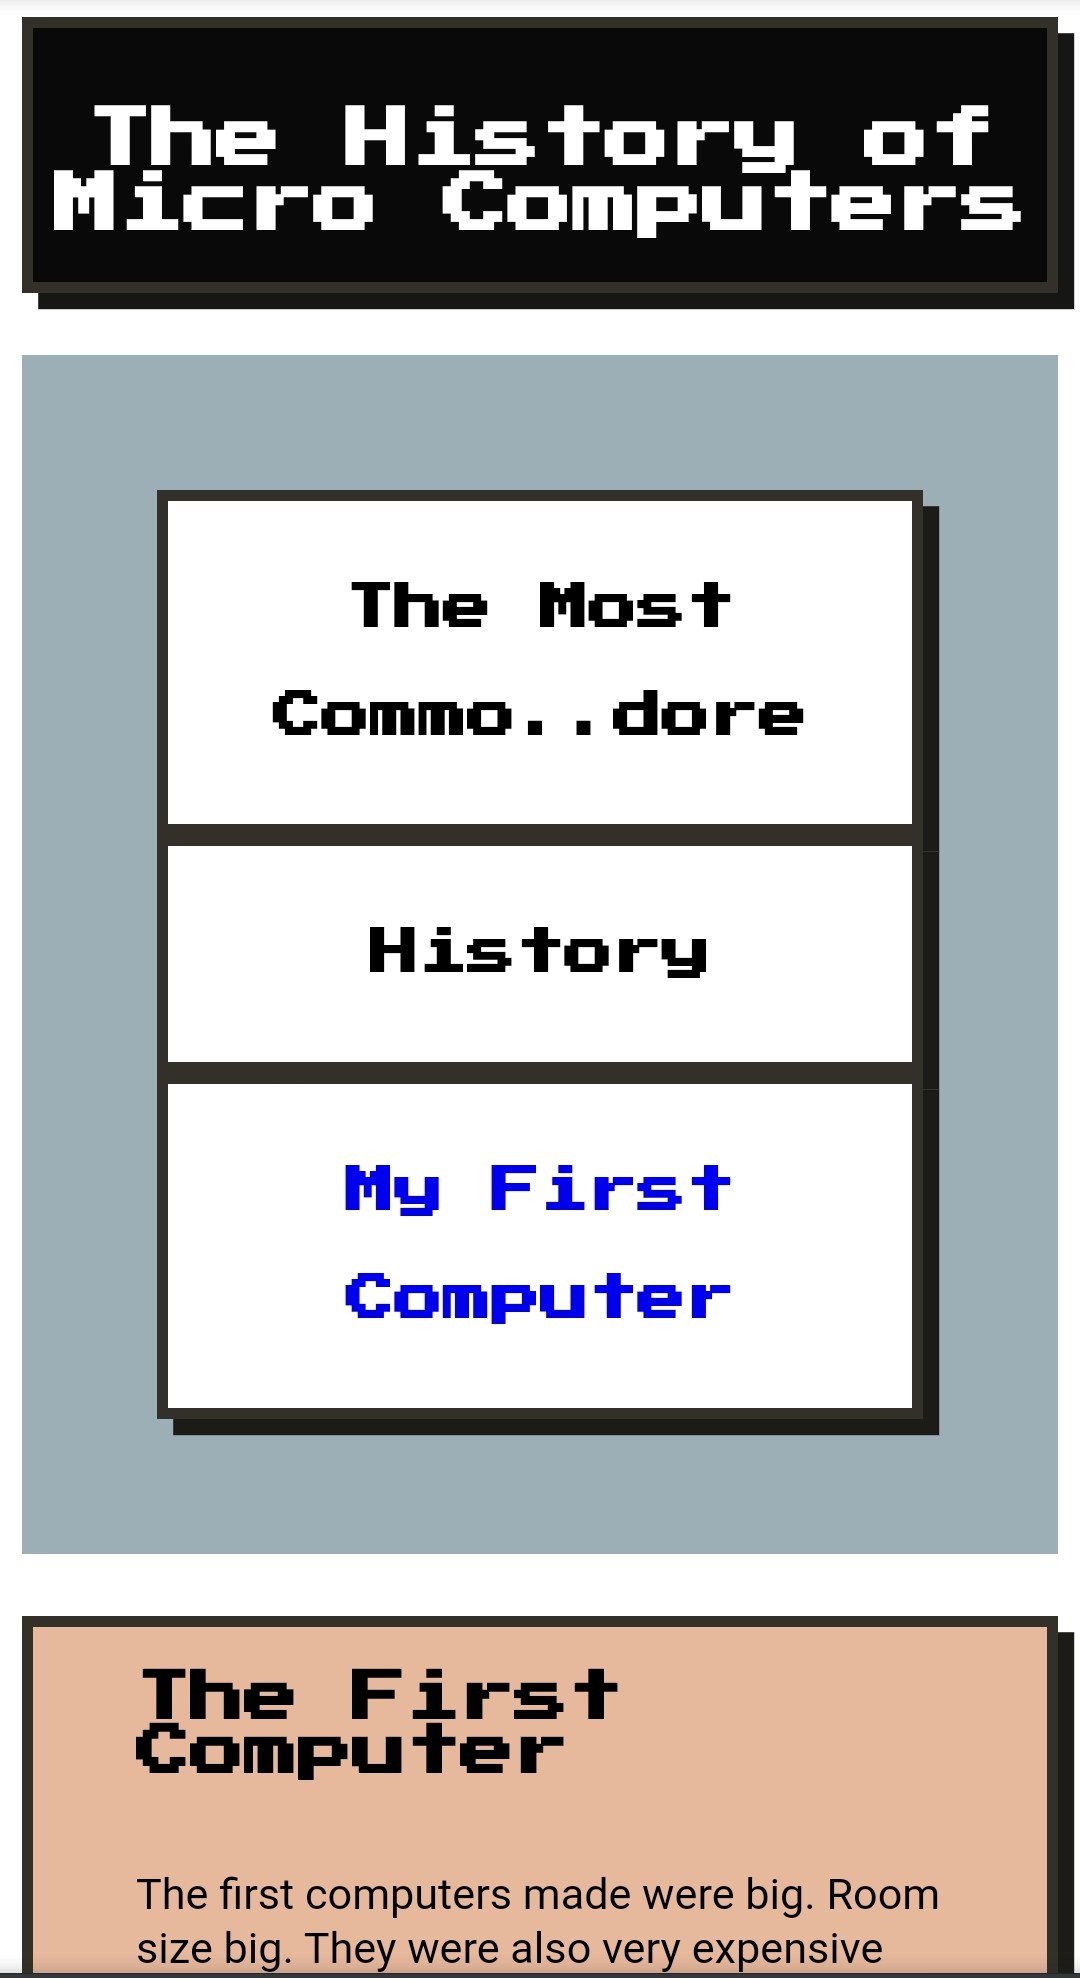 The History of
Micro Computers
The Most
Commo..dore
History
My First
Computer
The First
Computer
The first computers made were big. Room
size big. They were also very expensive